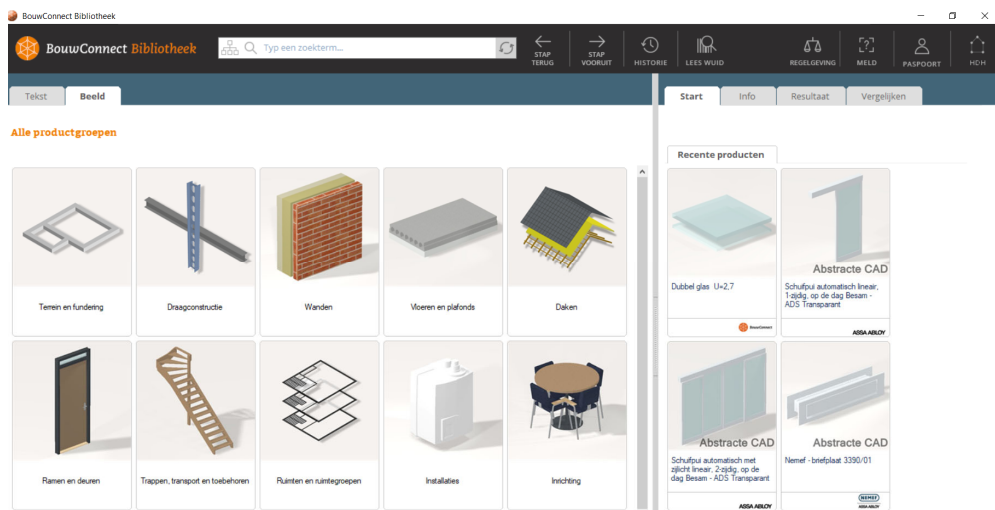 BouwConnect Bibliotheek
BouwConnect Bibliotheek
Typ een zoekterm...
STAP TERUG
STAP VOORUIT
HISTORIE
LEES WUID
REGELGEVING
MELD
PASPOORT
HDH
Tekst
Beeld
Start
Info
Resultaat
Vergelijken
Alle productgroepen
Terrein en fundering
Draagconstructie
Wanden
Vloeren en plafonds
Daken
Ramen en deuren
Trappen, transport en toebehoren
Ruimten en ruimtegroepen
Installaties
Inrichting
Recente producten
Dubbel glas U=2,7
BouwConnect
Abstracte CAD
Schuifpui automatisch lineair,
1-zijdig, op de dag Besam -
ADS Transparant
ASSA ABLOY
Abstracte CAD
Schuifpui automatisch met
zijlicht lineair, 2-zijdig, op de
dag Besam - ADS Transparant
ASSA ABLOY
Abstracte CAD
Nemef - briefplaat 3390/01
NEMEF
ASSA ABLOY